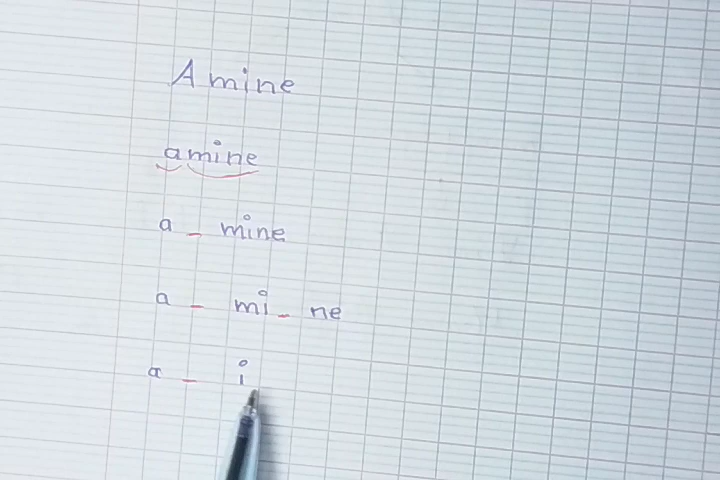 Amine
amine
a - mine
a - mi - ne
a - i